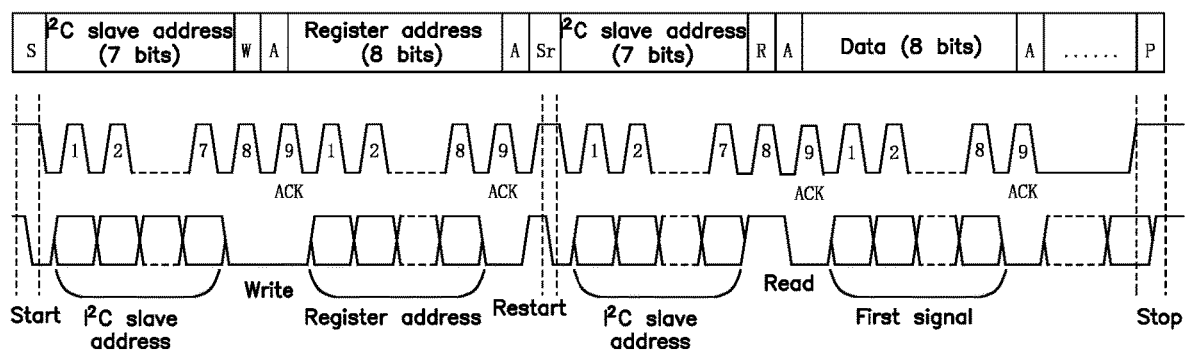 I²C slave address Register address I²C slave address
S (7 bits) W A (8 bits) A Sr (7 bits) R A Data (8 bits) A ...... P
1 2 7 8 9 1 2 8 9 1 2 7 8 9 1 2 8 9
ACK ACK ACK ACK
Write Read
Start I²C slave Register address Restart I²C slave First signal Stop
address address